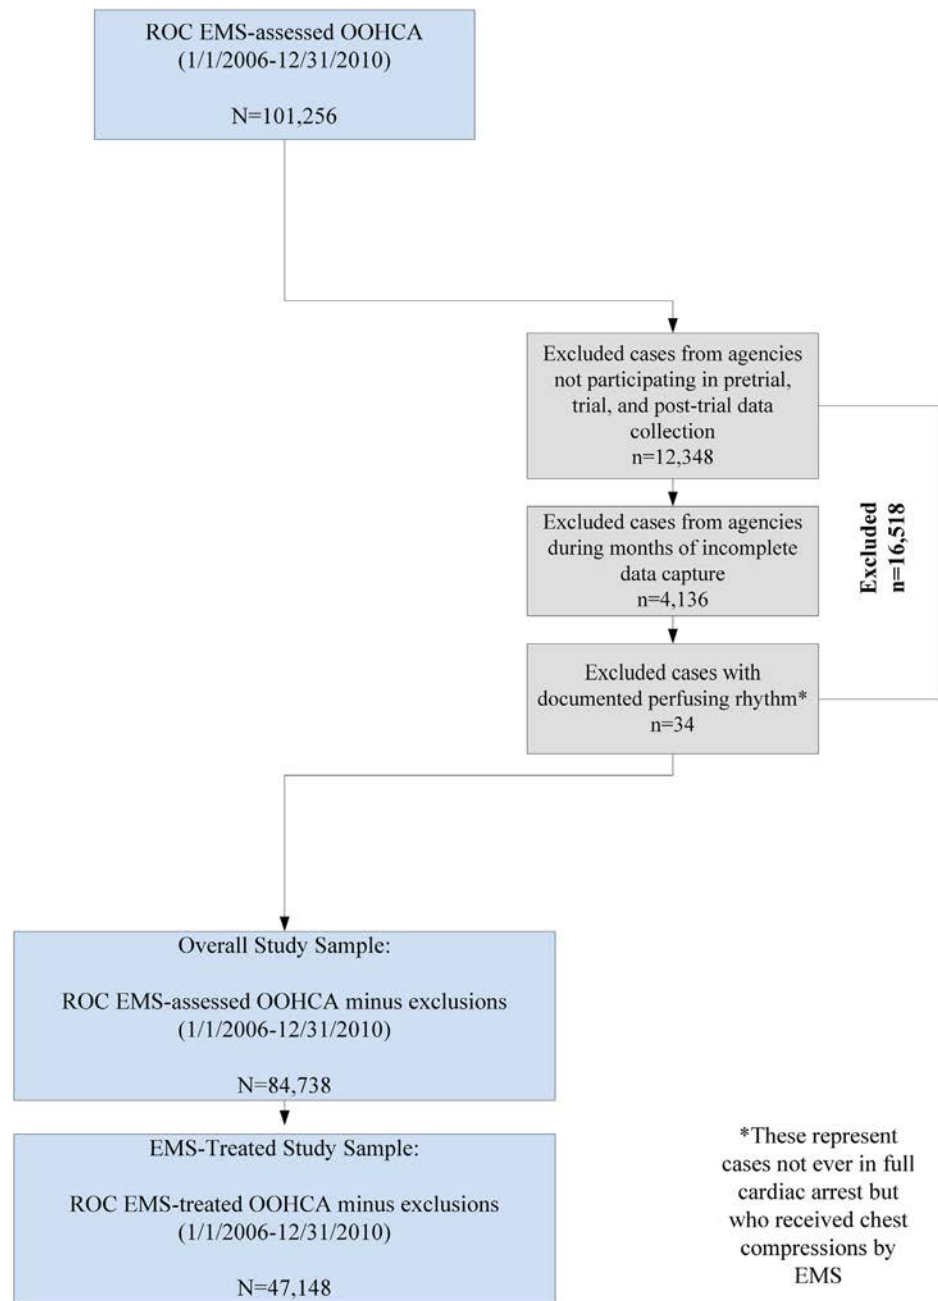 ROC EMS-assessed OOHCA
(1/1/2006-12/31/2010)
N=101,256
Excluded cases from agencies
not participating in pretrial,
trial, and post-trial data
collection
n=12,348
Excluded cases from agencies
during months of incomplete
data capture
n=4,136
Excluded cases with
documented perfusing rhythm*
n=34
Excluded
n=16,518
Overall Study Sample:
ROC EMS-assessed OOHCA minus exclusions
(1/1/2006-12/31/2010)
N=84,738
EMS-Treated Study Sample:
ROC EMS-treated OOHCA minus exclusions
(1/1/2006-12/31/2010)
N=47,148
*These represent
cases not ever in full
cardiac arrest but
who received chest
compressions by
EMS